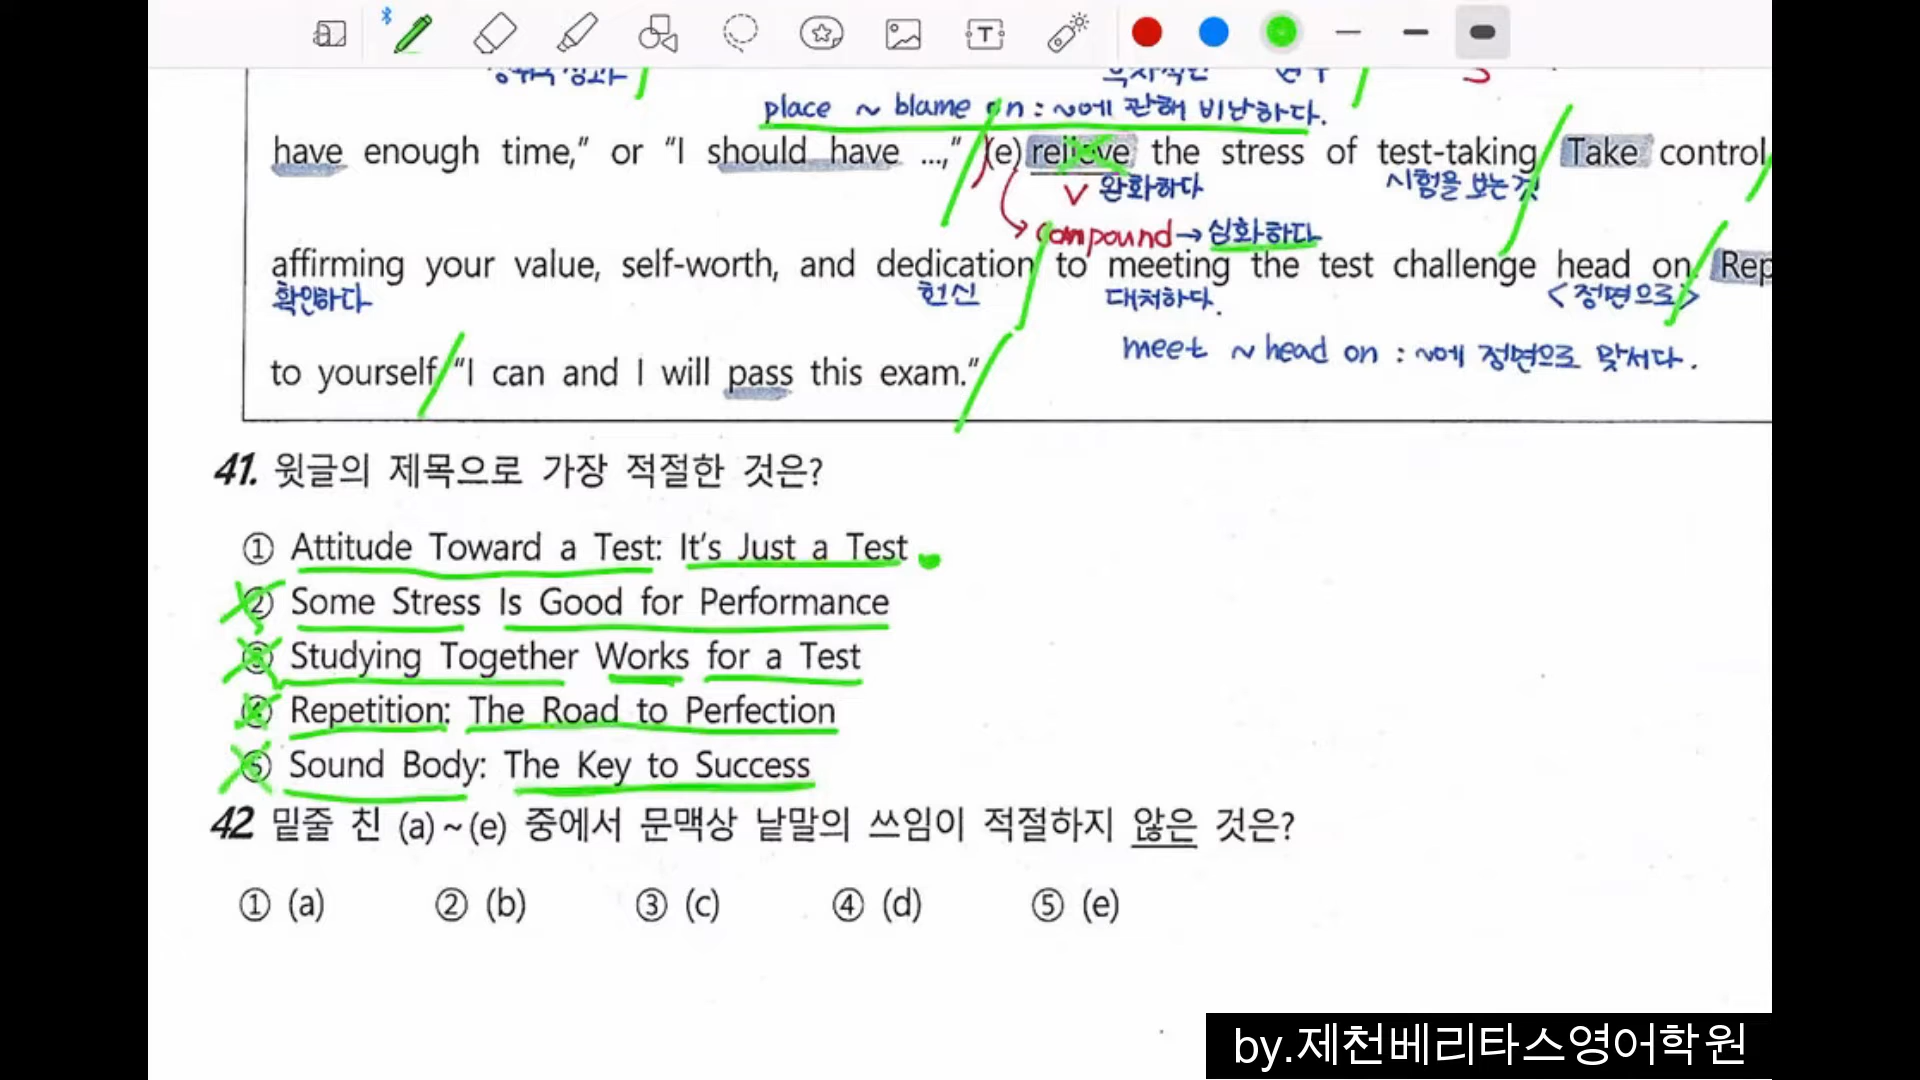 place ~ blame on : ~에 관해 비난하다.
have enough time,” or “I should have ...,” (e) relieve the stress of test-taking Take control
완화하다 시험을 보는 것
compound → 심화하다
affirming your value, self-worth, and dedication to meeting the test challenge head on. Rep
확인하다 헌신 대처하다. <정면으로>
meet ~ head on : ~에 정면으로 맞서다.
to yourself “I can and I will pass this exam.”
41. 윗글의 제목으로 가장 적절한 것은?
① Attitude Toward a Test: It’s Just a Test
② Some Stress Is Good for Performance
③ Studying Together Works for a Test
④ Repetition: The Road to Perfection
⑤ Sound Body: The Key to Success
42 밑줄 친 (a)~(e) 중에서 문맥상 낱말의 쓰임이 적절하지 않은 것은?
① (a) ② (b) ③ (c) ④ (d) ⑤ (e)
by.제천베리타스영어학원